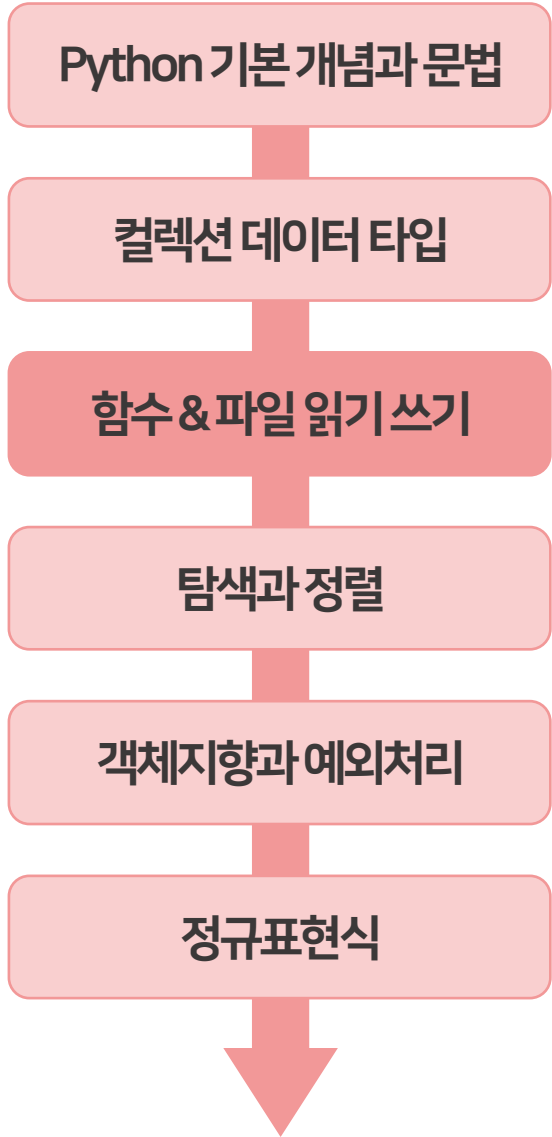 Python 기본 개념과 문법
컬렉션 데이터 타입
함수 & 파일 읽기 쓰기
탐색과 정렬
객체지향과 예외처리
정규표현식